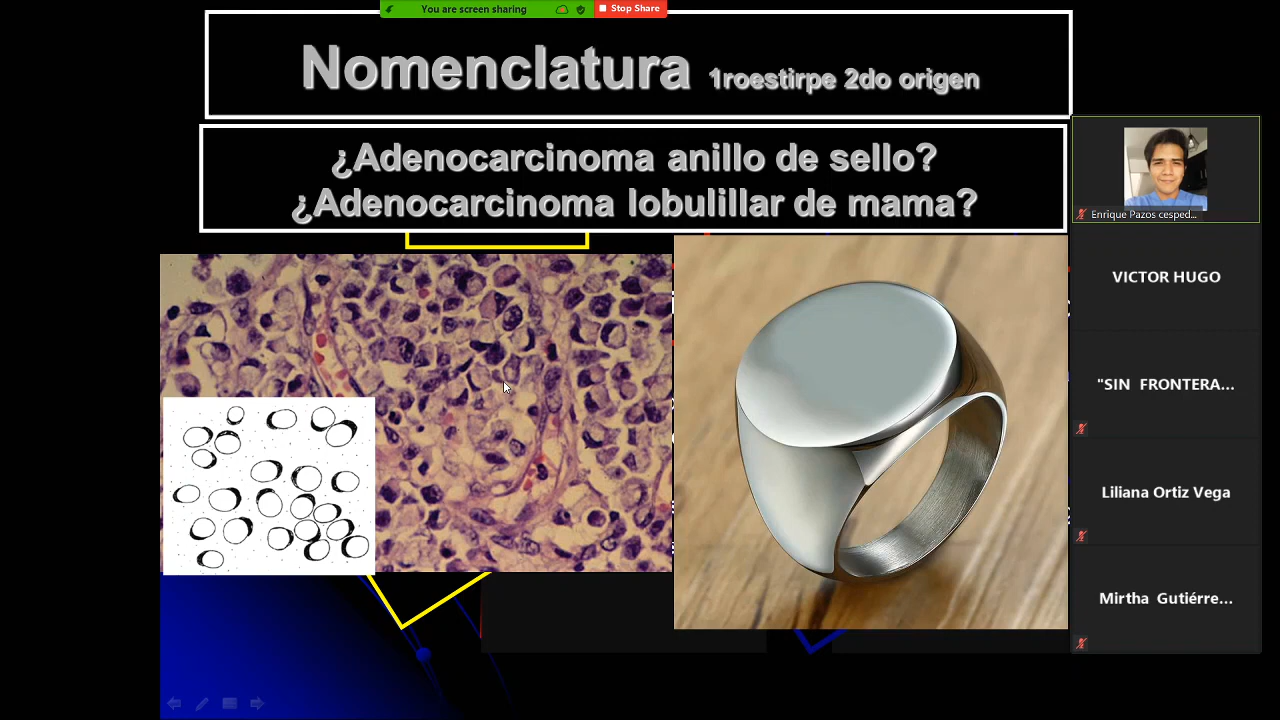 You are screen sharing
Stop Share
Nomenclatura 1roestirpe 2do origen
¿Adenocarcinoma anillo de sello?
¿Adenocarcinoma lobulillar de mama?
Enrique Pazos cesped...
VICTOR HUGO
"SIN FRONTERA...
Liliana Ortiz Vega
Mirtha Gutiérre...